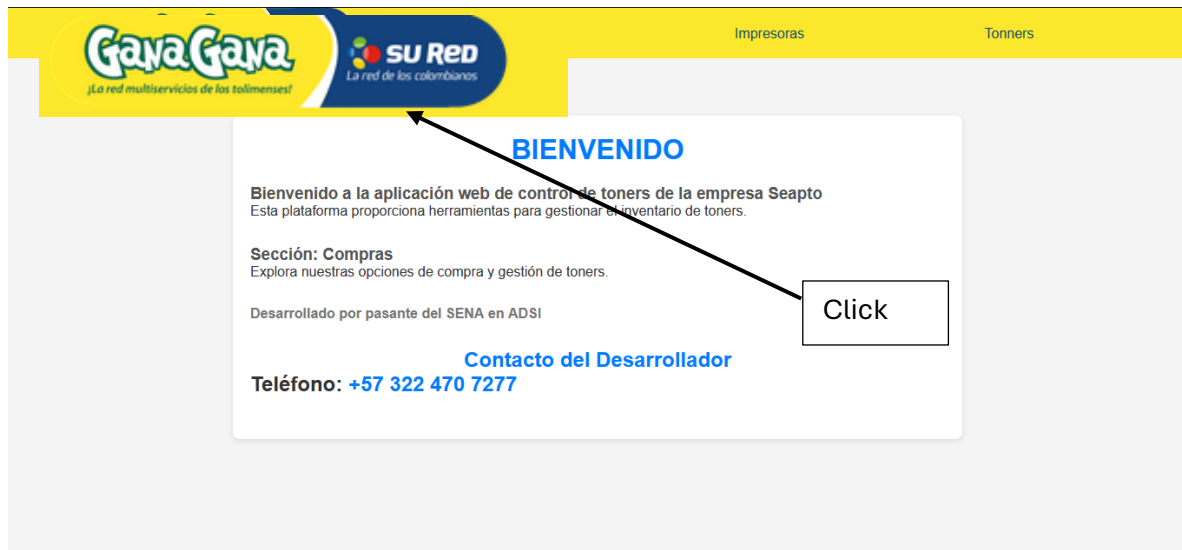 GanaGana
¡La red multiservicios de los tolimenses!
SU RED
La red de los colombianos
Impresoras
Tonners
BIENVENIDO
Bienvenido a la aplicación web de control de toners de la empresa Seapto
Esta plataforma proporciona herramientas para gestionar el inventario de toners.
Sección: Compras
Explora nuestras opciones de compra y gestión de toners.
Desarrollado por pasante del SENA en ADSI
Click
Contacto del Desarrollador
Teléfono: +57 322 470 7277